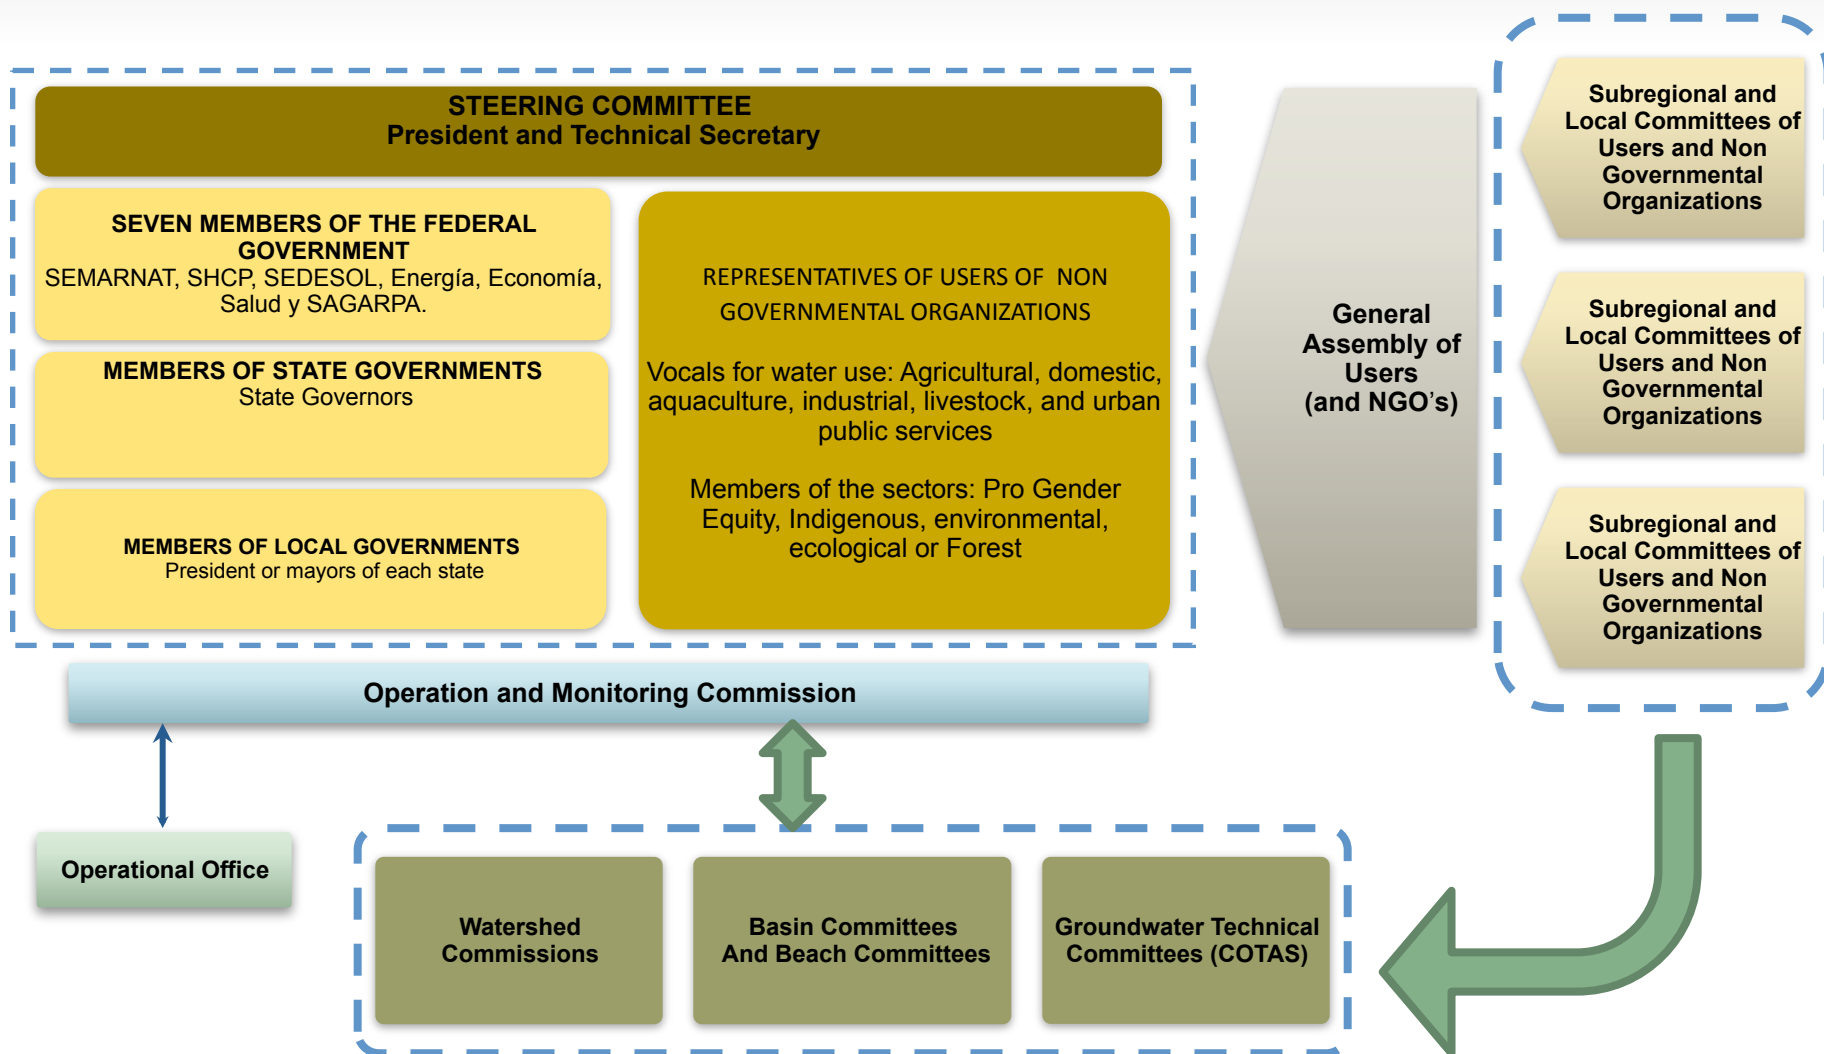 STEERING COMMITTEE
President and Technical Secretary
SEVEN MEMBERS OF THE FEDERAL
GOVERNMENT
SEMARNAT, SHCP, SEDESOL, Energía, Economía,
Salud y SAGARPA.
MEMBERS OF STATE GOVERNMENTS
State Governors
MEMBERS OF LOCAL GOVERNMENTS
President or mayors of each state
REPRESENTATIVES OF USERS OF NON
GOVERNMENTAL ORGANIZATIONS
Vocals for water use: Agricultural, domestic,
aquaculture, industrial, livestock, and urban
public services
Members of the sectors: Pro Gender
Equity, Indigenous, environmental,
ecological or Forest
General
Assembly of
Users
(and NGO's)
Subregional and
Local Committees of
Users and Non
Governmental
Organizations
Subregional and
Local Committees of
Users and Non
Governmental
Organizations
Subregional and
Local Committees of
Users and Non
Governmental
Organizations
Operation and Monitoring Commission
Operational Office
Watershed
Commissions
Basin Committees
And Beach Committees
Groundwater Technical
Committees (COTAS)